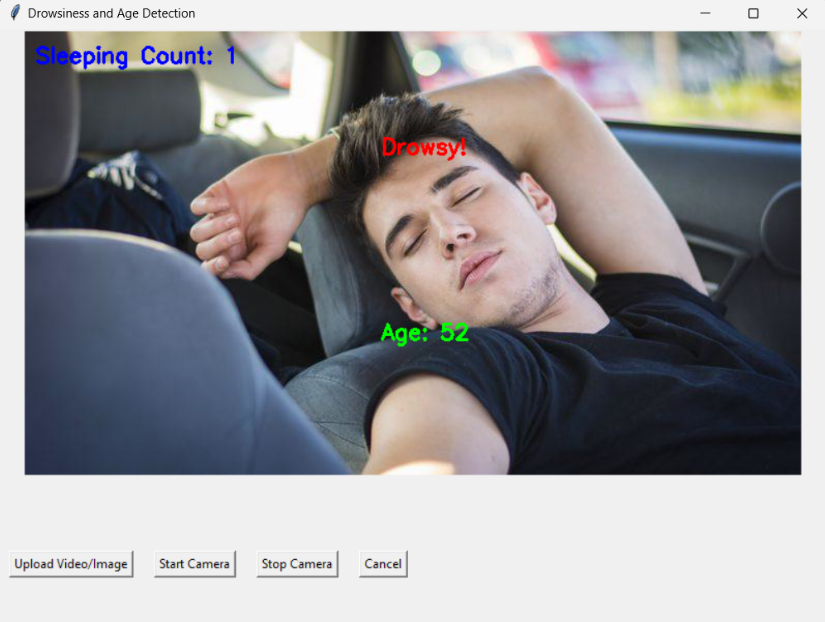 Drowsiness and Age Detection
Sleeping Count: 1
Drowsy!
Age: 52
Upload Video/Image
Start Camera
Stop Camera
Cancel